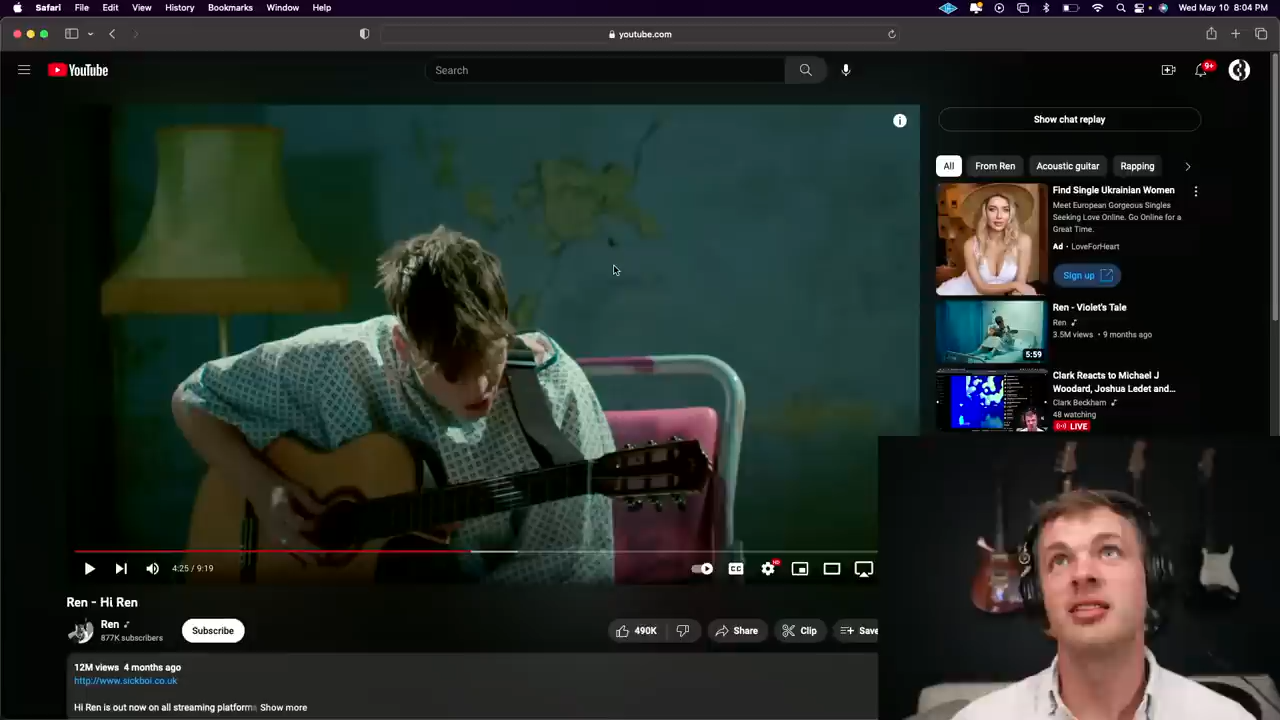 Safari File Edit View History Bookmarks Window Help Wed May 10 8:04 PM
youtube.com
YouTube
Search
9+
Show chat replay
All From Ren Acoustic guitar Rapping
Find Single Ukrainian Women
Meet European Gorgeous Singles
Seeking Love Online. Go Online for a
Great Time.
Ad · LoveForHeart
Sign up
Ren - Violet's Tale
Ren
3.5M views · 9 months ago
5:59
Clark Reacts to Michael J
Woodard, Joshua Ledet and...
Clark Beckham
48 watching
LIVE
4:25 / 9:19
CC
HD
Ren - Hi Ren
Ren
877K subscribers
Subscribe
490K
Share
Clip
Save
12M views 4 months ago
http://www.sickboi.co.uk
Hi Ren is out now on all streaming platforms Show more